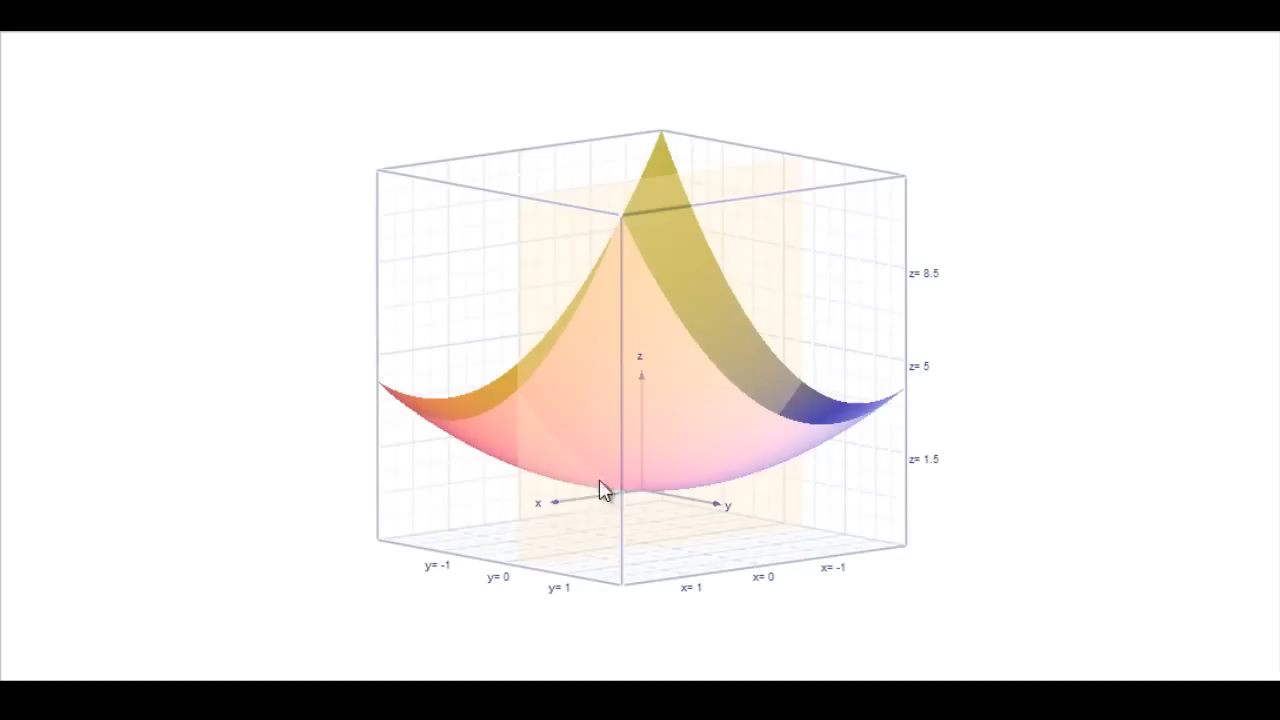 z= 8.5
z
z= 5
z= 1.5
x
y
y= -1
y= 0
y= 1
x= 1
x= 0
x= -1